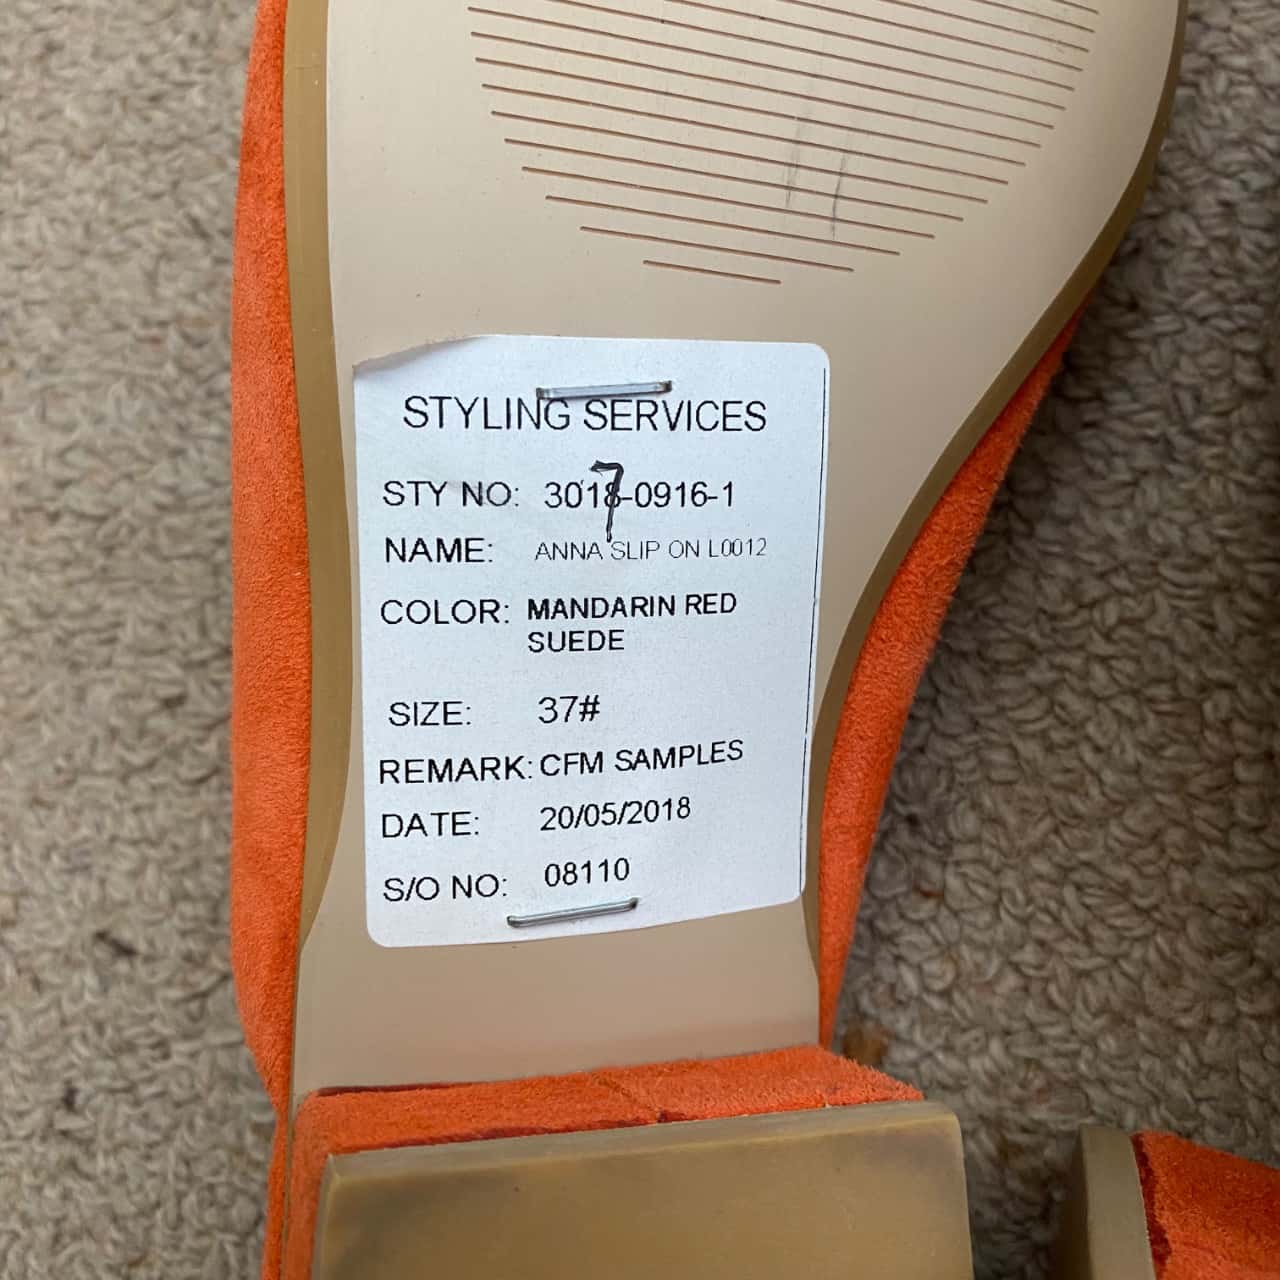 STYLING SERVICES
STY NO: 3018-0916-1
7
NAME: ANNA SLIP ON L0012
COLOR: MANDARIN RED
SUEDE
SIZE: 37#
REMARK: CFM SAMPLES
DATE: 20/05/2018
S/O NO: 08110